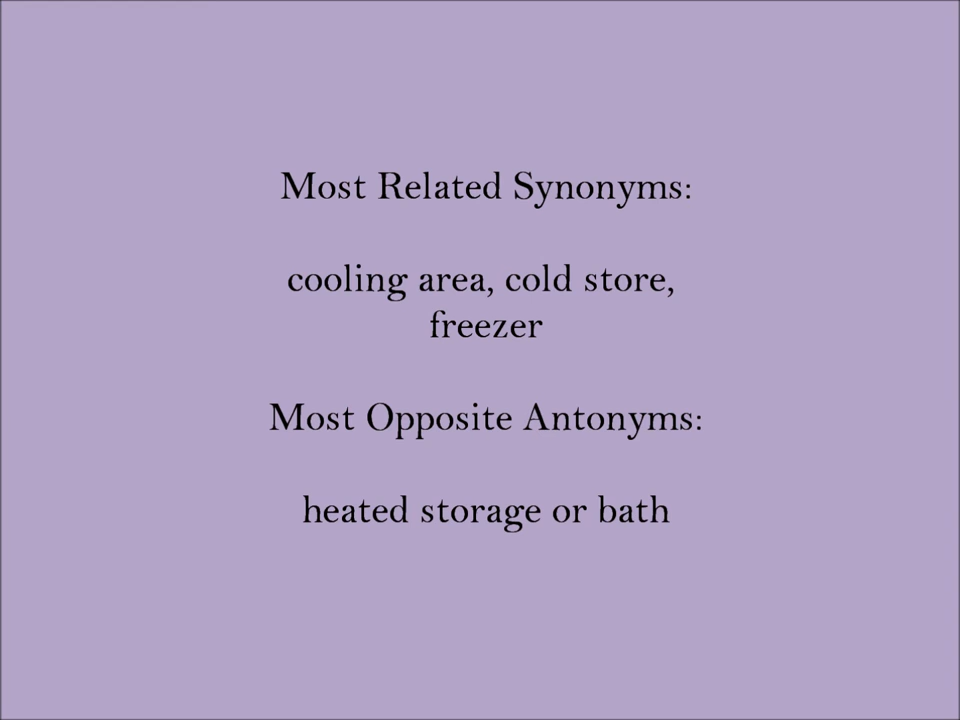 Most Related Synonyms:
cooling area, cold store,
freezer
Most Opposite Antonyms:
heated storage or bath